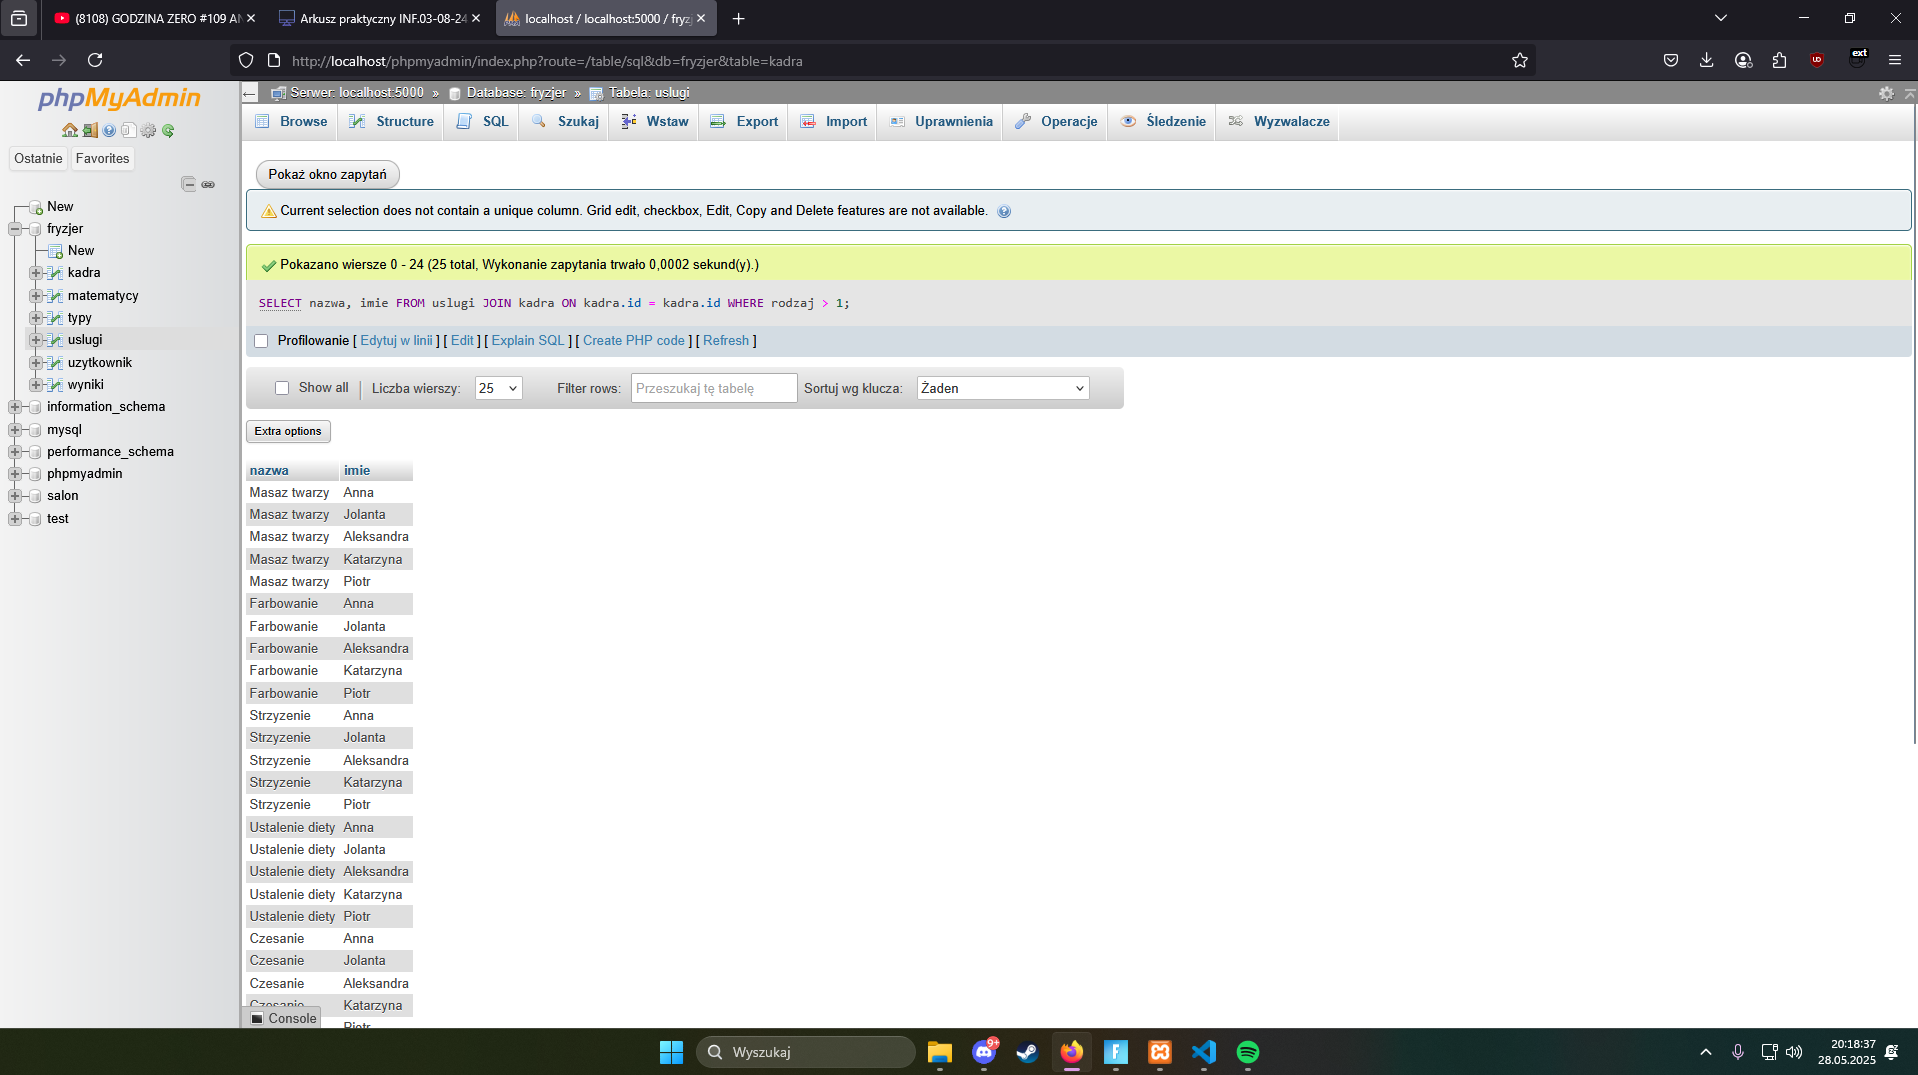 (8108) GODZINA ZERO #109 AN
Arkusz praktyczny INF.03-08-24
localhost / localhost:5000 / fryzj
http://localhost/phpmyadmin/index.php?route=/table/sql&db=fryzjer&table=kadra
ext
phpMyAdmin
Ostatnie
Favorites
New
fryzjer
New
kadra
matematycy
typy
uslugi
uzytkownik
wyniki
information_schema
mysql
performance_schema
phpmyadmin
salon
test
Serwer: localhost:5000 » Database: fryzjer » Tabela: uslugi
Browse
Structure
SQL
Szukaj
Wstaw
Export
Import
Uprawnienia
Operacje
Śledzenie
Wyzwalacze
Pokaż okno zapytań
Current selection does not contain a unique column. Grid edit, checkbox, Edit, Copy and Delete features are not available.
Pokazano wiersze 0 - 24 (25 total, Wykonanie zapytania trwało 0,0002 sekund(y).)
SELECT nazwa, imie FROM uslugi JOIN kadra ON kadra.id = kadra.id WHERE rodzaj > 1;
Profilowanie [ Edytuj w linii ] [ Edit ] [ Explain SQL ] [ Create PHP code ] [ Refresh ]
Show all | Liczba wierszy: 25 Filter rows: Przeszukaj tę tabelę Sortuj wg klucza: Żaden
Extra options
nazwa imie
Masaz twarzy Anna
Masaz twarzy Jolanta
Masaz twarzy Aleksandra
Masaz twarzy Katarzyna
Masaz twarzy Piotr
Farbowanie Anna
Farbowanie Jolanta
Farbowanie Aleksandra
Farbowanie Katarzyna
Farbowanie Piotr
Strzyzenie Anna
Strzyzenie Jolanta
Strzyzenie Aleksandra
Strzyzenie Katarzyna
Strzyzenie Piotr
Ustalenie diety Anna
Ustalenie diety Jolanta
Ustalenie diety Aleksandra
Ustalenie diety Katarzyna
Ustalenie diety Piotr
Czesanie Anna
Czesanie Jolanta
Czesanie Aleksandra
Czesanie Katarzyna
Piotr
Console
Wyszukaj
9+
20:18:37
28.05.2025